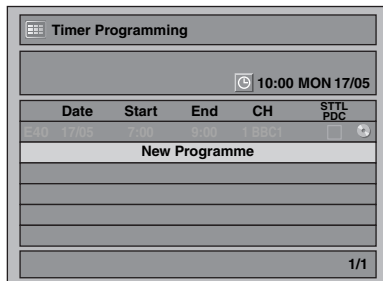 Timer Programming
10:00 MON 17/05
Date Start End CH STTL PDC
E40 17/05 7:00 9:00 1 BBC1
New Programme
1/1